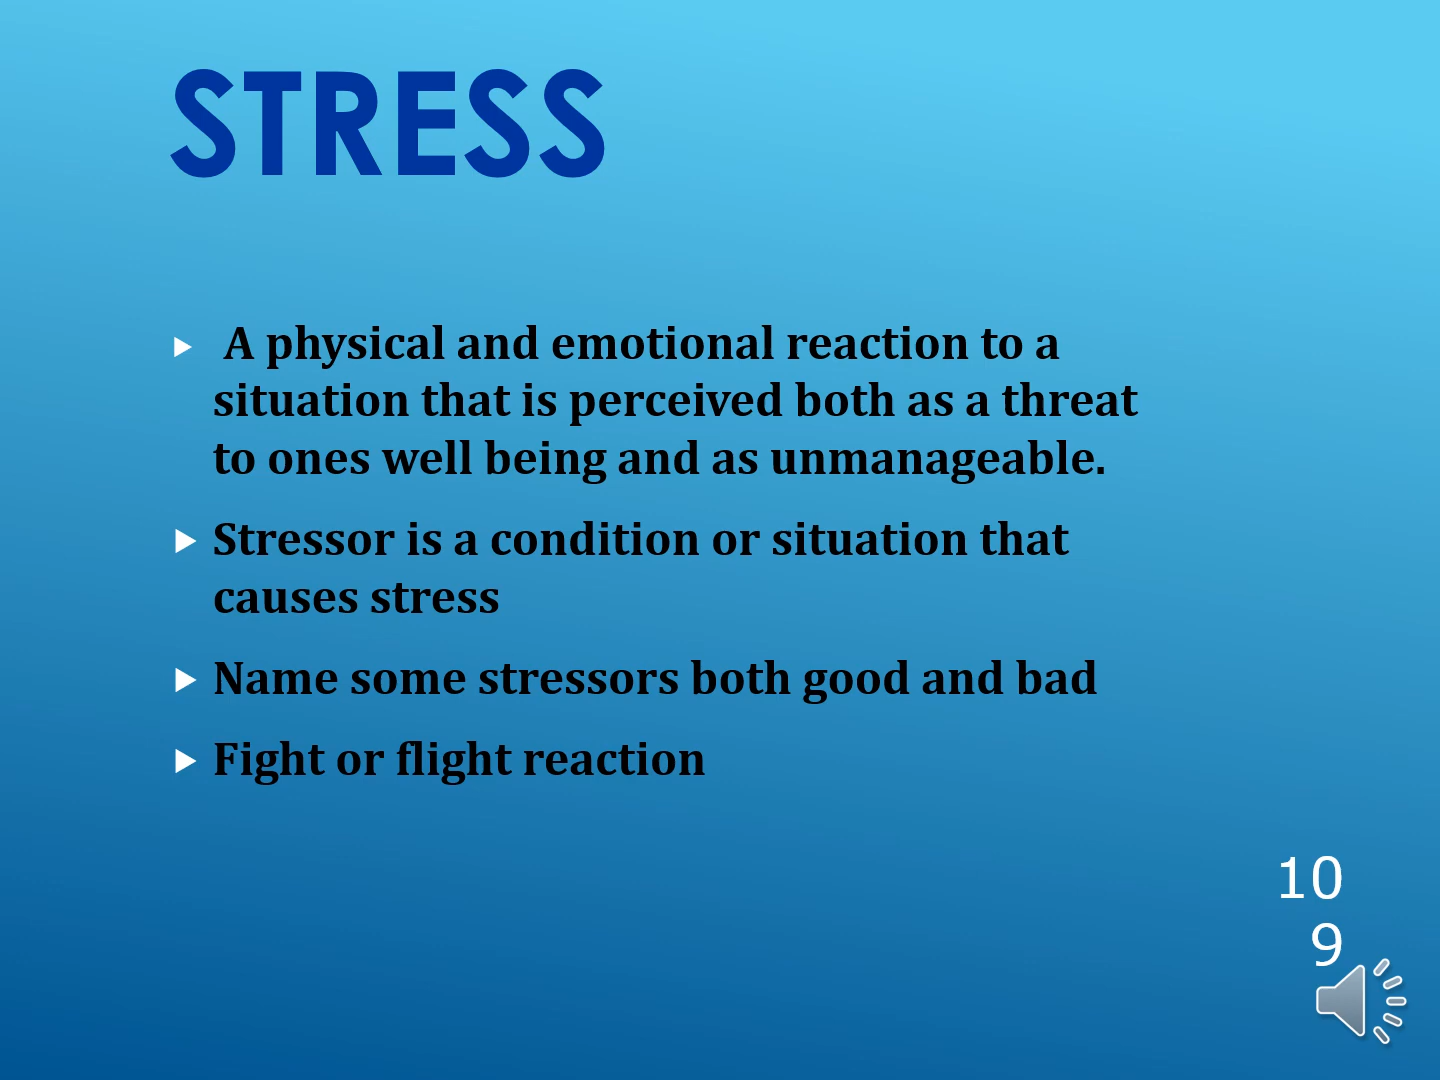 STRESS
A physical and emotional reaction to a
situation that is perceived both as a threat
to ones well being and as unmanageable.
Stressor is a condition or situation that
causes stress
Name some stressors both good and bad
Fight or flight reaction
10
9